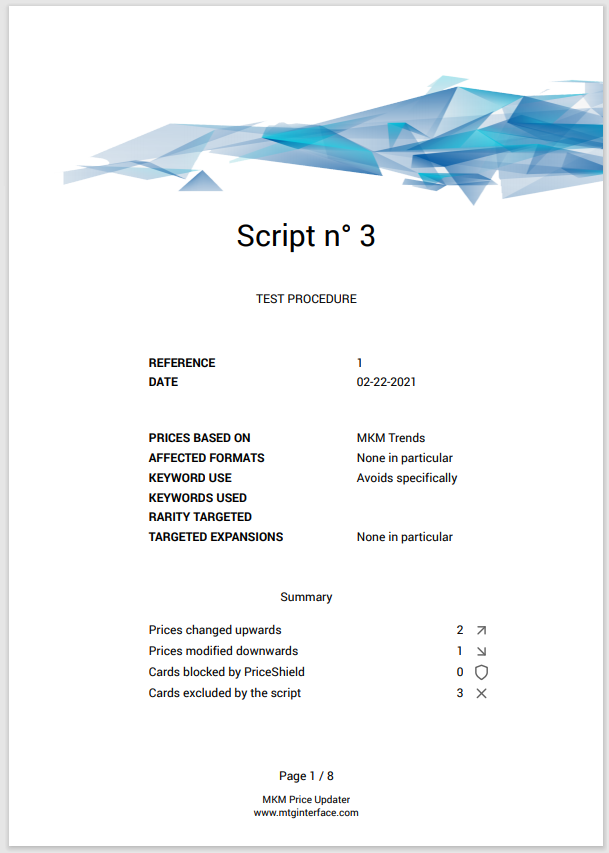 Script n° 3
TEST PROCEDURE
REFERENCE 1
DATE 02-22-2021
PRICES BASED ON MKM Trends
AFFECTED FORMATS None in particular
KEYWORD USE Avoids specifically
KEYWORDS USED
RARITY TARGETED
TARGETED EXPANSIONS None in particular
Summary
Prices changed upwards 2
Prices modified downwards 1
Cards blocked by PriceShield 0
Cards excluded by the script 3
Page 1 / 8
MKM Price Updater
www.mtginterface.com